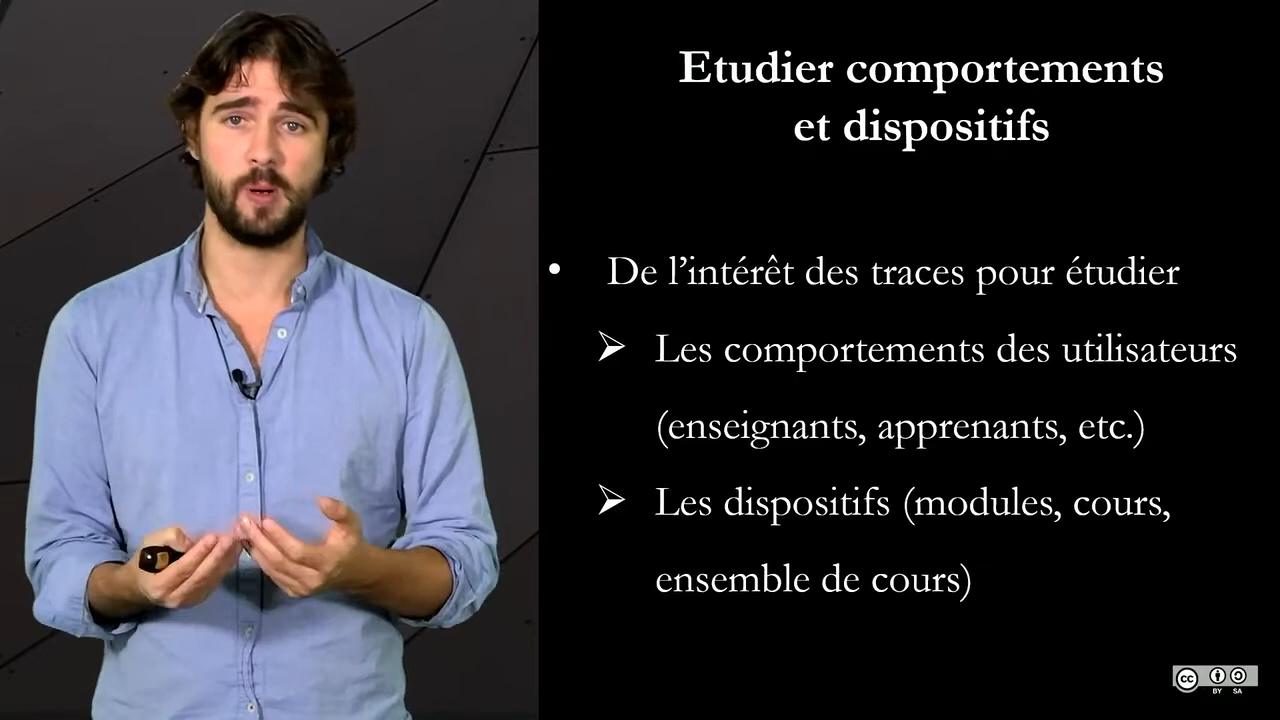 Etudier comportements
et dispositifs
• De l’intérêt des traces pour étudier
➢ Les comportements des utilisateurs
(enseignants, apprenants, etc.)
➢ Les dispositifs (modules, cours,
ensemble de cours)
cc
BY SA